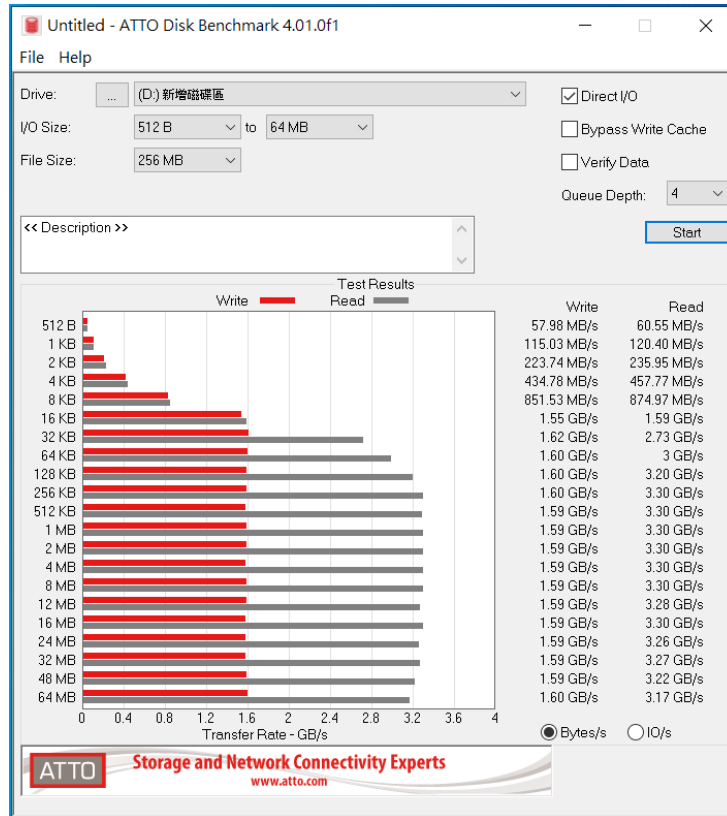 Untitled - ATTO Disk Benchmark 4.01.0f1
File Help
Drive: ... (D:) 新增磁碟區
Direct I/O
I/O Size: 512 B to 64 MB
Bypass Write Cache
File Size: 256 MB
Verify Data
Queue Depth: 4
<< Description >>
Start
Test Results
Write Read
Write Read
512 B 57.98 MB/s 60.55 MB/s
1 KB 115.03 MB/s 120.40 MB/s
2 KB 223.74 MB/s 235.95 MB/s
4 KB 434.78 MB/s 457.77 MB/s
8 KB 851.53 MB/s 874.97 MB/s
16 KB 1.55 GB/s 1.59 GB/s
32 KB 1.62 GB/s 2.73 GB/s
64 KB 1.60 GB/s 3 GB/s
128 KB 1.60 GB/s 3.20 GB/s
256 KB 1.60 GB/s 3.30 GB/s
512 KB 1.59 GB/s 3.30 GB/s
1 MB 1.59 GB/s 3.30 GB/s
2 MB 1.59 GB/s 3.30 GB/s
4 MB 1.59 GB/s 3.30 GB/s
8 MB 1.59 GB/s 3.30 GB/s
12 MB 1.59 GB/s 3.28 GB/s
16 MB 1.59 GB/s 3.30 GB/s
24 MB 1.59 GB/s 3.26 GB/s
32 MB 1.59 GB/s 3.27 GB/s
48 MB 1.59 GB/s 3.22 GB/s
64 MB 1.60 GB/s 3.17 GB/s
0 0.4 0.8 1.2 1.6 2 2.4 2.8 3.2 3.6 4
Transfer Rate - GB/s
Bytes/s IO/s
ATTO Storage and Network Connectivity Experts
www.atto.com